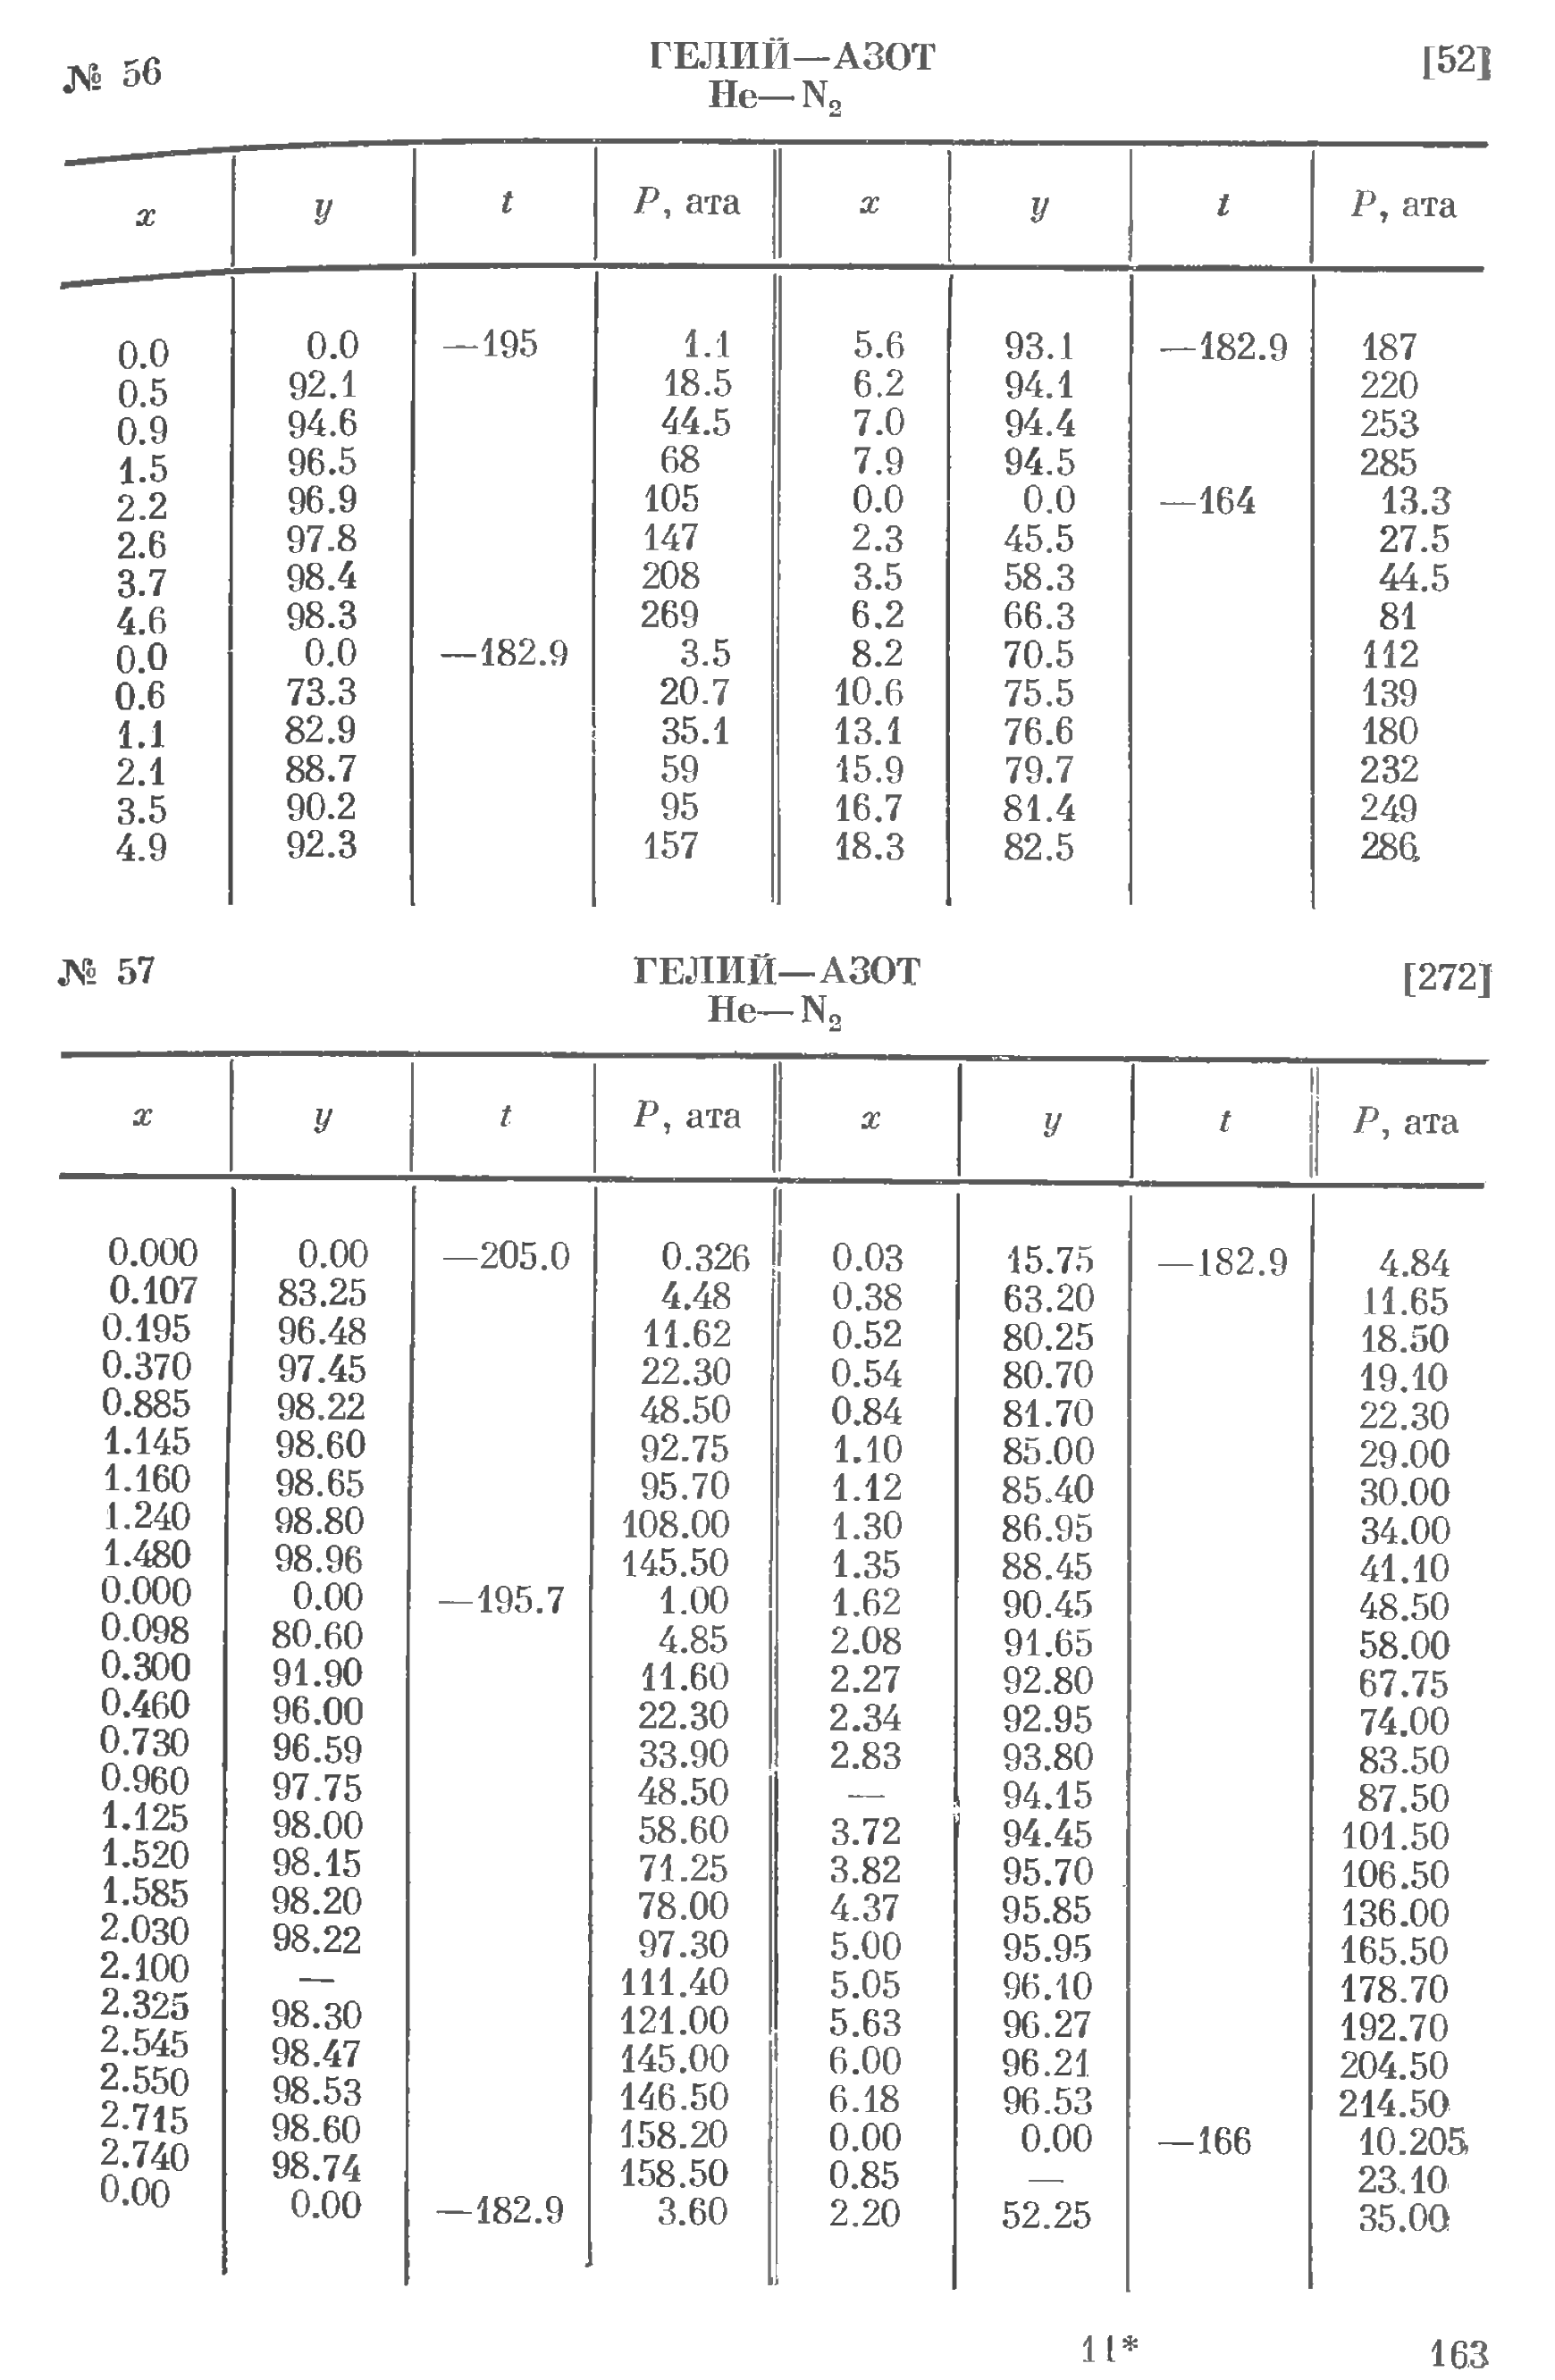 № 56 ГЕЛИЙ—АЗОТ [52]
He—N₂
x y t P, ата x y t P, ата
0.0 0.0 —195 1.1 5.6 93.1 —182.9 187
0.5 92.1 18.5 6.2 94.1 220
0.9 94.6 44.5 7.0 94.4 253
1.5 96.5 68 7.9 94.5 285
2.2 96.9 105 0.0 0.0 —164 13.3
2.6 97.8 147 2.3 45.5 27.5
3.7 98.4 208 3.5 58.3 44.5
4.6 98.3 269 6.2 66.3 81
0.0 0.0 —182.9 3.5 8.2 70.5 112
0.6 73.3 20.7 10.6 75.5 139
1.1 82.9 35.1 13.1 76.6 180
2.1 88.7 59 15.9 79.7 232
3.5 90.2 95 16.7 81.4 249
4.9 92.3 157 18.3 82.5 286
№ 57 ГЕЛИЙ—АЗОТ [272]
He—N₂
x y t P, ата x y t P, ата
0.000 0.00 —205.0 0.326 0.03 15.75 —182.9 4.84
0.107 83.25 4.48 0.38 63.20 11.65
0.195 96.48 11.62 0.52 80.25 18.50
0.370 97.45 22.30 0.54 80.70 19.10
0.885 98.22 48.50 0.84 81.70 22.30
1.145 98.60 92.75 1.10 85.00 29.00
1.160 98.65 95.70 1.12 85.40 30.00
1.240 98.80 108.00 1.30 86.95 34.00
1.480 98.96 145.50 1.35 88.45 41.10
0.000 0.00 —195.7 1.00 1.62 90.45 48.50
0.098 80.60 4.85 2.08 91.65 58.00
0.300 91.90 11.60 2.27 92.80 67.75
0.460 96.00 22.30 2.34 92.95 74.00
0.730 96.59 33.90 2.83 93.80 83.50
0.960 97.75 48.50 — 94.15 87.50
1.125 98.00 58.60 3.72 94.45 101.50
1.520 98.15 71.25 3.82 95.70 106.50
1.585 98.20 78.00 4.37 95.85 136.00
2.030 98.22 97.30 5.00 95.95 165.50
2.100 — 111.40 5.05 96.10 178.70
2.325 98.30 121.00 5.63 96.27 192.70
2.545 98.47 145.00 6.00 96.21 204.50
2.550 98.53 146.50 6.18 96.53 214.50
2.715 98.60 158.20 0.00 0.00 —166 10.205
2.740 98.74 158.50 0.85 — 23.10
0.00 0.00 —182.9 3.60 2.20 52.25 35.00
11* 163